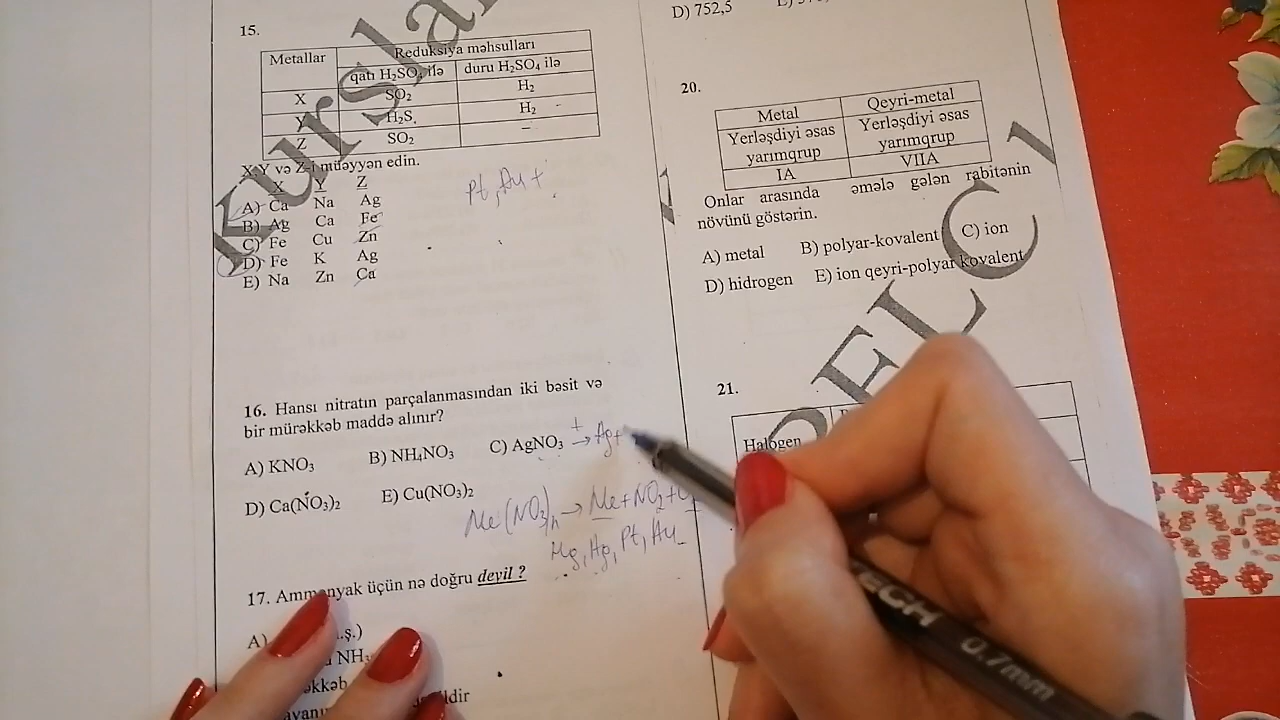 15.
Metallar | Reduksiya məhsulları
qatı H₂SO₄ ilə | duru H₂SO₄ ilə
X | SO₂ | H₂
Y | H₂S | H₂
Z | SO₂ | –
X,Y və Z-i müəyyən edin.
X Y Z
A) Ca Na Ag
B) Ag Ca Fe
C) Fe Cu Zn
D) Fe K Ag
E) Na Zn Ca
Pt, Au +
16. Hansı nitratın parçalanmasından iki bəsit və
bir mürəkkəb maddə alınır?
A) KNO₃ B) NH₄NO₃ C) AgNO₃ → Ag+
D) Ca(NO₃)₂ E) Cu(NO₃)₂
Me(NO₃)n → Me+NO₂+
Hg, Pt, Au
17. Ammonyak üçün nə doğru deyil ?
A) .ş.)
NH₃
D) 752,5
20.
Metal | Qeyri-metal
Yerləşdiyi əsas yarımqrup | Yerləşdiyi əsas yarımqrup
IA | VIIA
Onlar arasında əmələ gələn rabitənin
növünü göstərin.
A) metal B) polyar-kovalent C) ion
D) hidrogen E) ion qeyri-polyar kovalent
21.
Halogen
TECH 0.7mm